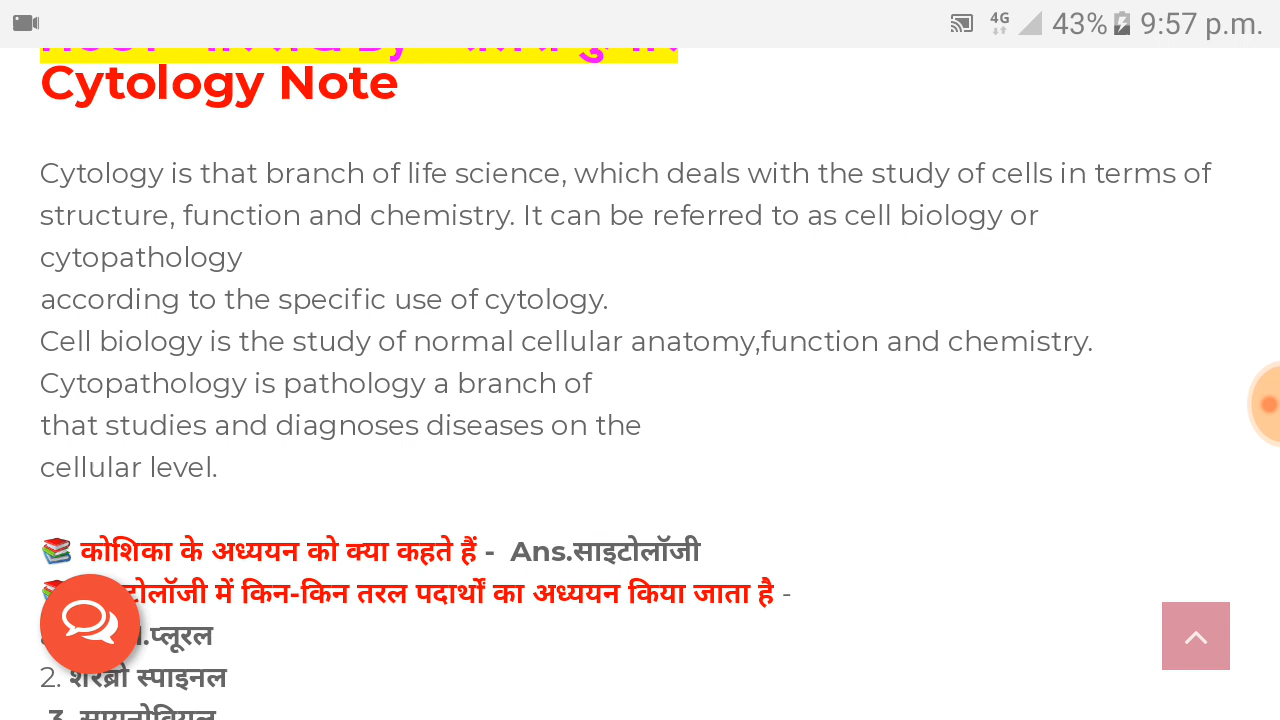 4G 43% 9:57 p.m.
Cytology Note
Cytology is that branch of life science, which deals with the study of cells in terms of
structure, function and chemistry. It can be referred to as cell biology or
cytopathology
according to the specific use of cytology.
Cell biology is the study of normal cellular anatomy,function and chemistry.
Cytopathology is pathology a branch of
that studies and diagnoses diseases on the
cellular level.
📚 कोशिका के अध्ययन को क्या कहते हैं - Ans.साइटोलॉजी
में किन-किन तरल पदार्थों का अध्ययन किया जाता है -
प्लूरल
2. स्पाइनल
3.